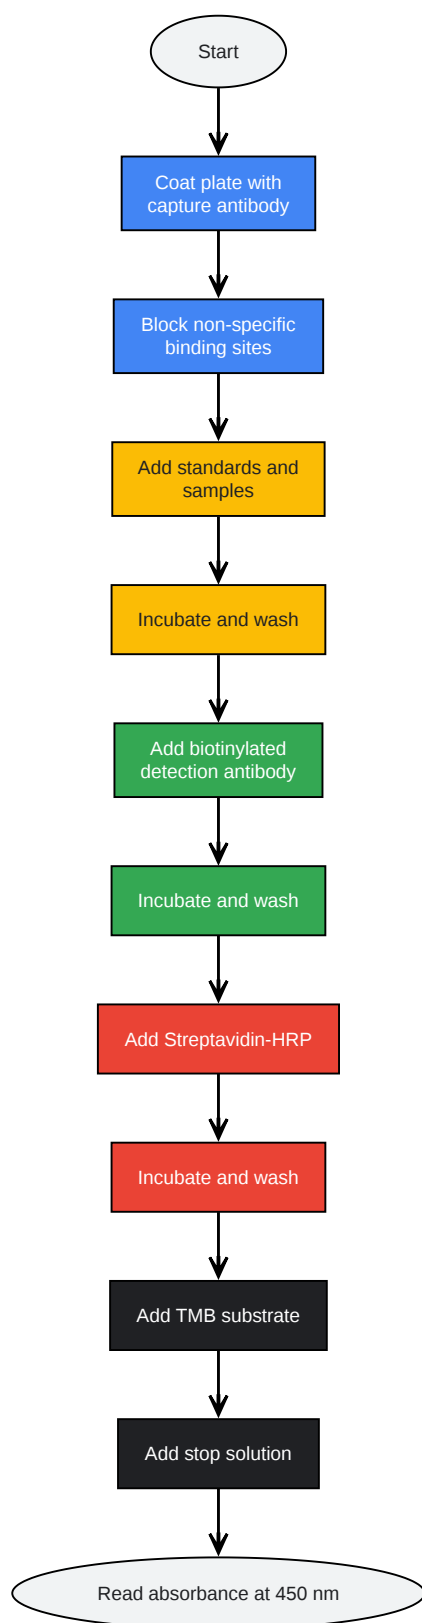 Start
Coat plate with
capture antibody
Block non-specific
binding sites
Add standards and
samples
Incubate and wash
Add biotinylated
detection antibody
Incubate and wash
Add Streptavidin-HRP
Incubate and wash
Add TMB substrate
Add stop solution
Read absorbance at 450 nm